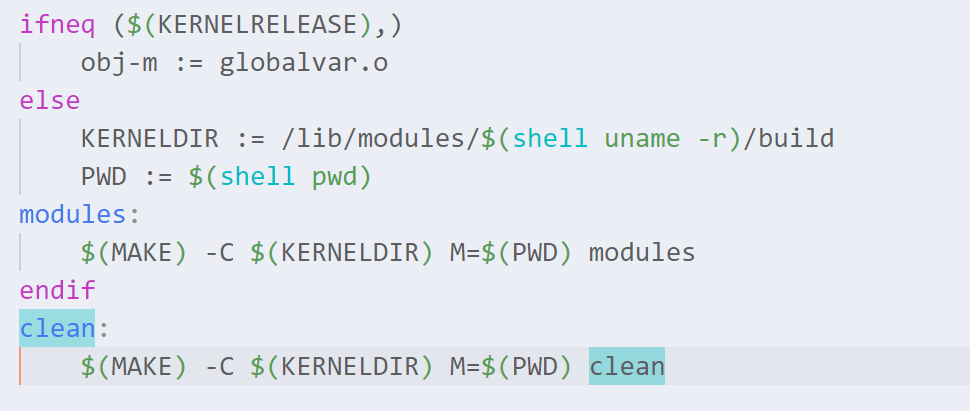 ifneq ($(KERNELRELEASE),)
    obj-m := globalvar.o
else
    KERNELDIR := /lib/modules/$(shell uname -r)/build
    PWD := $(shell pwd)
modules:
    $(MAKE) -C $(KERNELDIR) M=$(PWD) modules
endif
clean:
    $(MAKE) -C $(KERNELDIR) M=$(PWD) clean